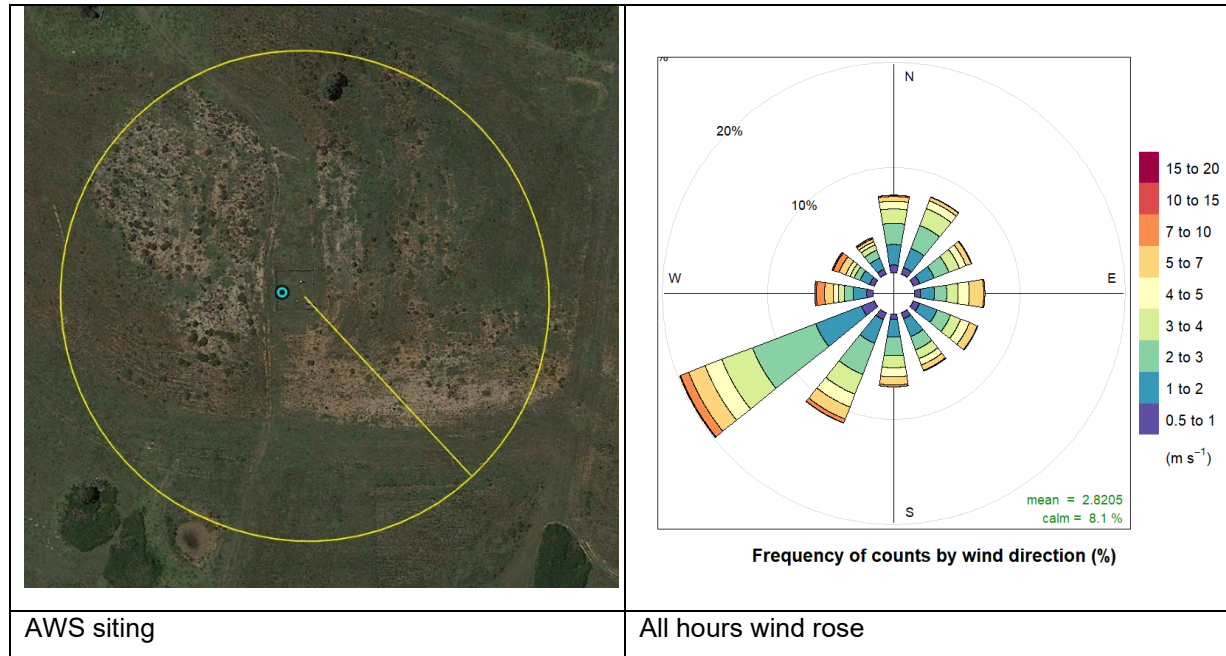 %
N
20%
10%
W
E
S
15 to 20
10 to 15
7 to 10
5 to 7
4 to 5
3 to 4
2 to 3
1 to 2
0.5 to 1
(m s⁻¹)
mean = 2.8205
calm = 8.1 %
Frequency of counts by wind direction (%)
AWS siting
All hours wind rose